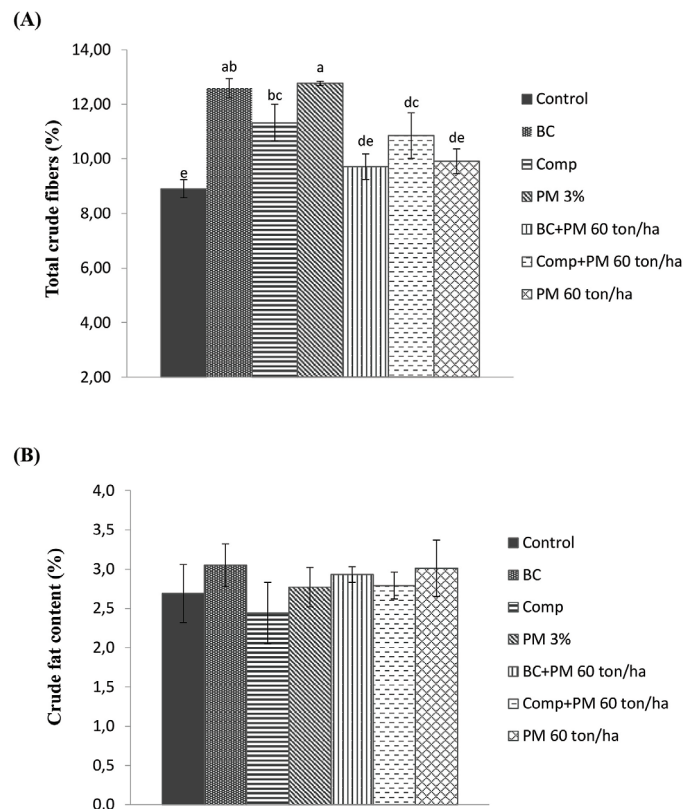 (A)
Total crude fibers (%)
14,00
12,00
10,00
8,00
6,00
4,00
2,00
e
ab
bc
a
de
dc
de
Control
BC
Comp
PM 3%
BC+PM 60 ton/ha
Comp+PM 60 ton/ha
PM 60 ton/ha
(B)
Crude fat content (%)
4,0
3,5
3,0
2,5
2,0
1,5
1,0
0,5
0,0
Control
BC
Comp
PM 3%
BC+PM 60 ton/ha
Comp+PM 60 ton/ha
PM 60 ton/ha